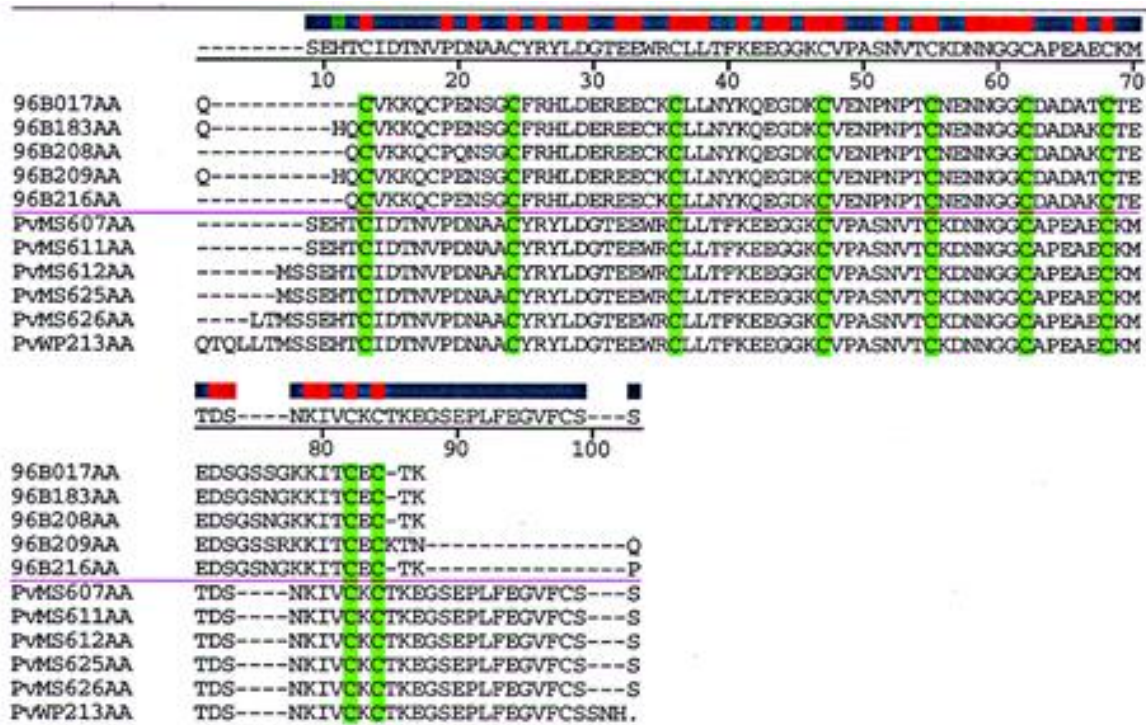 --------SEHTCIDTNVPDNAACYRYLDGTEEWRCLLTFKEEGGKCVPASNVTCKDNNGGCAPEAECKM
10 20 30 40 50 60 70
96B017AA Q-----------CVKKQCPENSGCFRHLDEREECKCLLNYKQEGDKCVENPNPTCNENNGGCDADATCTE
96B183AA Q---------HQCVKKQCPENSGCFRHLDEREECKCLLNYKQEGDKCVENPNPTCNENNGGCDADAKCTE
96B208AA -----------QCVKKQCPQNSGCFRHLDEREECKCLLNYKQEGDKCVENPNPTCNENNGGCDADAKCTE
96B209AA Q---------HQCVKKQCPENSGCFRHLDEREECKCLLNYKQEGDKCVENPNPTCNENNGGCDADATCTE
96B216AA -----------QCVKKQCPENSGCFRHLDEREECKCLLNYKQEGDKCVENPNPTCNENNGGCDADAKCTE
PvMS607AA --------SEHTCIDTNVPDNAACYRYLDGTEEWRCLLTFKEEGGKCVPASNVTCKDNNGGCAPEAECKM
PvMS611AA --------SEHTCIDTNVPDNAACYRYLDGTEEWRCLLTFKEEGGKCVPASNVTCKDNNGGCAPEAECKM
PvMS612AA ------MSSEHTCIDTNVPDNAACYRYLDGTEEWRCLLTFKEEGGKCVPASNVTCKDNNGGCAPEAECKM
PvMS625AA ------MSSEHTCIDTNVPDNAACYRYLDGTEEWRCLLTFKEEGGKCVPASNVTCKDNNGGCAPEAECKM
PvMS626AA ----LTMSSEHTCIDTNVPDNAACYRYLDGTEEWRCLLTFKEEGGKCVPASNVTCKDNNGGCAPEAECKM
PvWP213AA QTQLLTMSSEHTCIDTNVPDNAACYRYLDGTEEWRCLLTFKEEGGKCVPASNVTCKDNNGGCAPEAECKM
TDS----NKIVCKCTKEGSEPLFEGVFCS---S
80 90 100
96B017AA EDSGSSGKKITCEC-TK
96B183AA EDSGSNGKKITCEC-TK
96B208AA EDSGSNGKKITCEC-TK
96B209AA EDSGSSRKKITCECKTN---------------Q
96B216AA EDSGSNGKKITCEC-TK---------------P
PvMS607AA TDS----NKIVCKCTKEGSEPLFEGVFCS---S
PvMS611AA TDS----NKIVCKCTKEGSEPLFEGVFCS---S
PvMS612AA TDS----NKIVCKCTKEGSEPLFEGVFCS---S
PvMS625AA TDS----NKIVCKCTKEGSEPLFEGVFCS---S
PvMS626AA TDS----NKIVCKCTKEGSEPLFEGVFCS---S
PvWP213AA TDS----NKIVCKCTKEGSEPLFEGVFCSSNH.